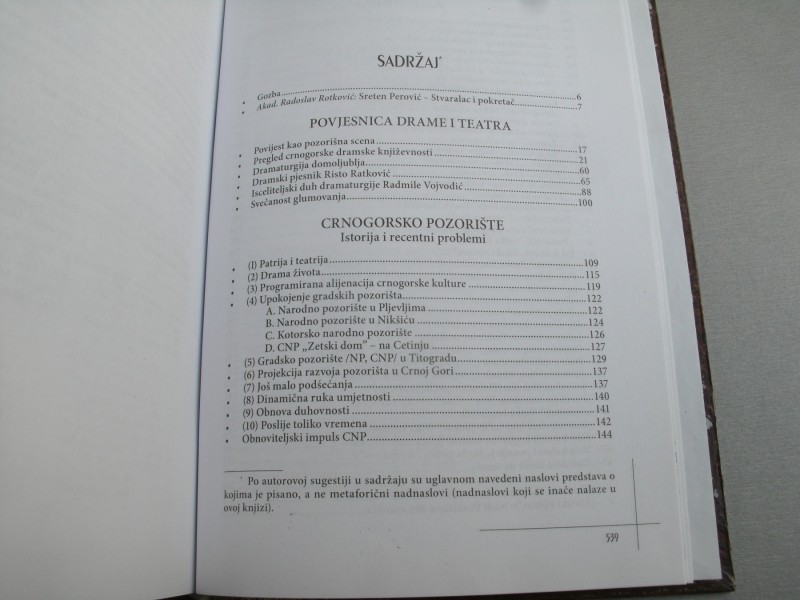 SADRŽAJ*
• Gozba 6
• Akad. Radoslav Rotković: Sreten Perović – Stvaralac i pokretač 7
POVJESNICA DRAME I TEATRA
• Povijest kao pozorišna scena 17
• Pregled crnogorske dramske književnosti 21
• Dramaturgija domoljublja 60
• Dramski pjesnik Risto Ratković 65
• Isceliteljski duh dramaturgije Radmile Vojvodić 88
• Svečanost glumovanja 100
CRNOGORSKO POZORIŠTE
Istorija i recentni problemi
• (1) Patrija i teatrija 109
• (2) Drama života 115
• (3) Programirana alijenacija crnogorske kulture 119
• (4) Upokojenje gradskih pozorišta 122
A. Narodno pozorište u Pljevljima 122
B. Narodno pozorište u Nikšiću 124
C. Kotorsko narodno pozorište 126
D. CNP „Zetski dom” – na Cetinju 127
• (5) Gradsko pozorište /NP, CNP/ u Titogradu 129
• (6) Projekcija razvoja pozorišta u Crnoj Gori 137
• (7) Još malo podśećanja 137
• (8) Dinamična ruka umjetnosti 140
• (9) Obnova duhovnosti 141
• (10) Poslije toliko vremena 142
• Obnoviteljski impuls CNP 144
* Po autorovoj sugestiji u sadržaju su uglavnom navedeni naslovi predstava o
kojima je pisano, a ne metaforični nadnaslovi (nadnaslovi koji se inače nalaze u
ovoj knjizi).
539